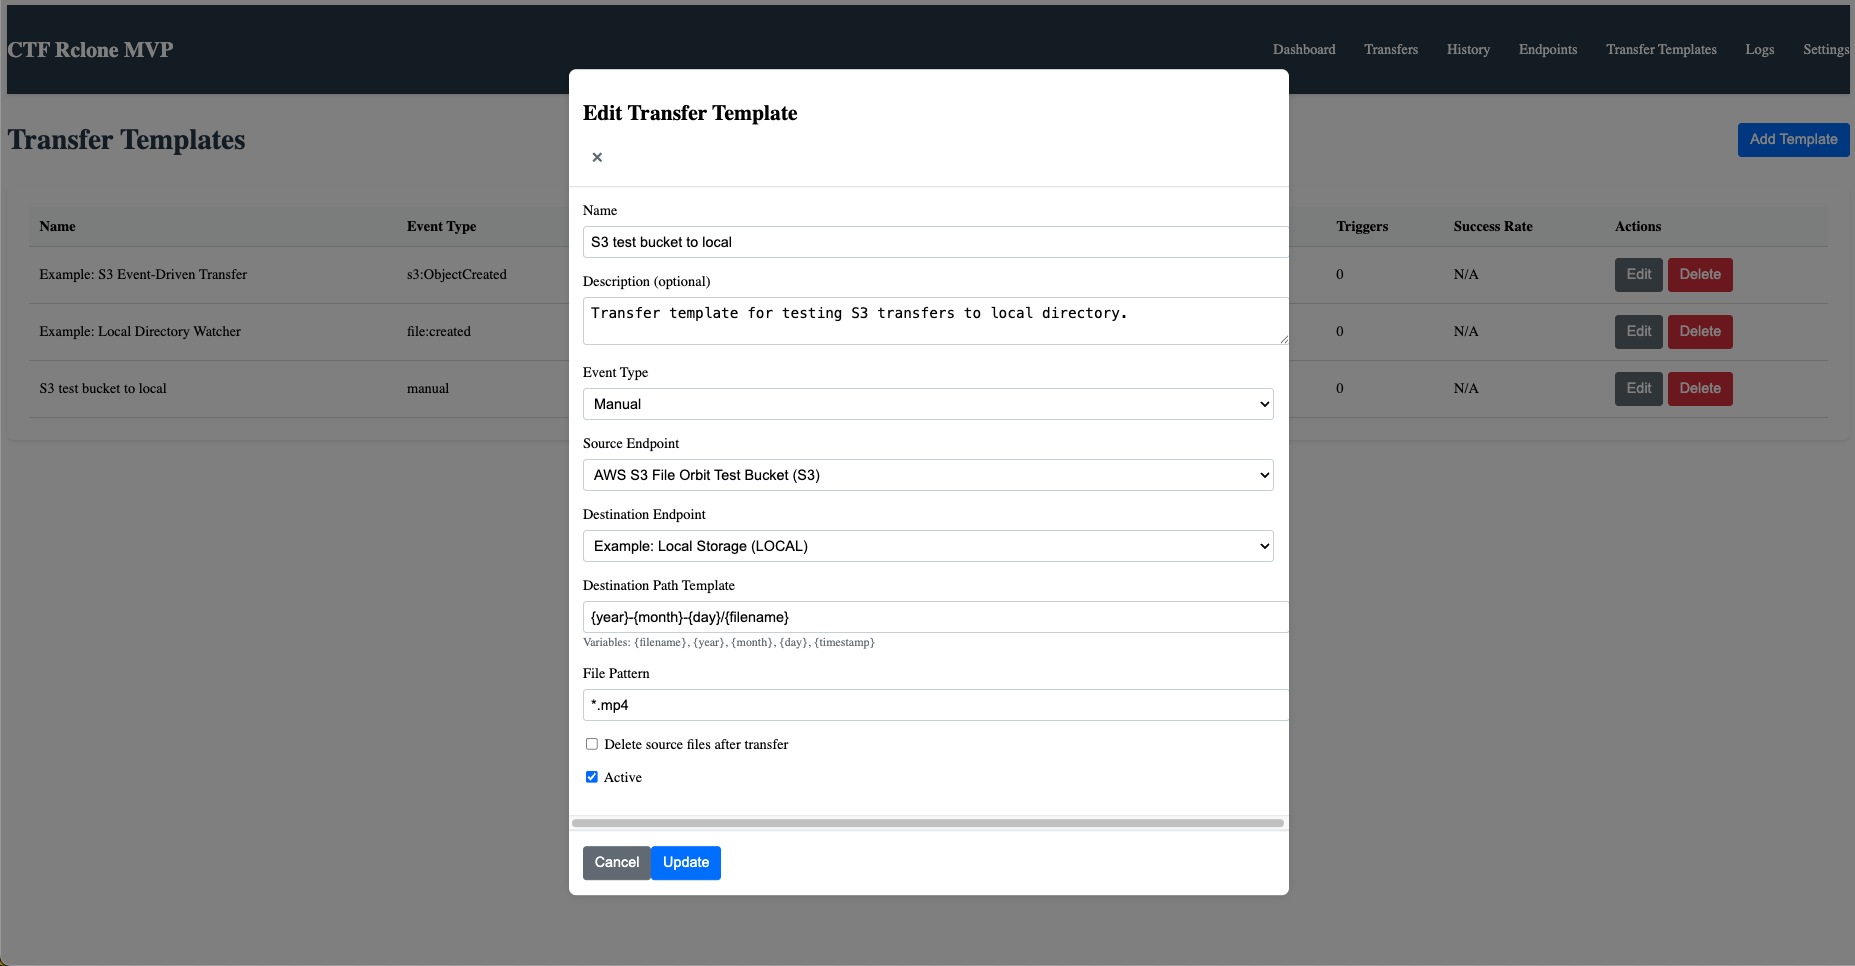 CTF Rclone MVP
Dashboard Transfers History Endpoints Transfer Templates Logs Settings
Transfer Templates
Add Template
Name Event Type Triggers Success Rate Actions
Example: S3 Event-Driven Transfer s3:ObjectCreated 0 N/A Edit Delete
Example: Local Directory Watcher file:created 0 N/A Edit Delete
S3 test bucket to local manual 0 N/A Edit Delete
Edit Transfer Template
×
Name
S3 test bucket to local
Description (optional)
Transfer template for testing S3 transfers to local directory.
Event Type
Manual
Source Endpoint
AWS S3 File Orbit Test Bucket (S3)
Destination Endpoint
Example: Local Storage (LOCAL)
Destination Path Template
{year}-{month}-{day}/{filename}
Variables: {filename}, {year}, {month}, {day}, {timestamp}
File Pattern
*.mp4
Delete source files after transfer
Active
Cancel Update